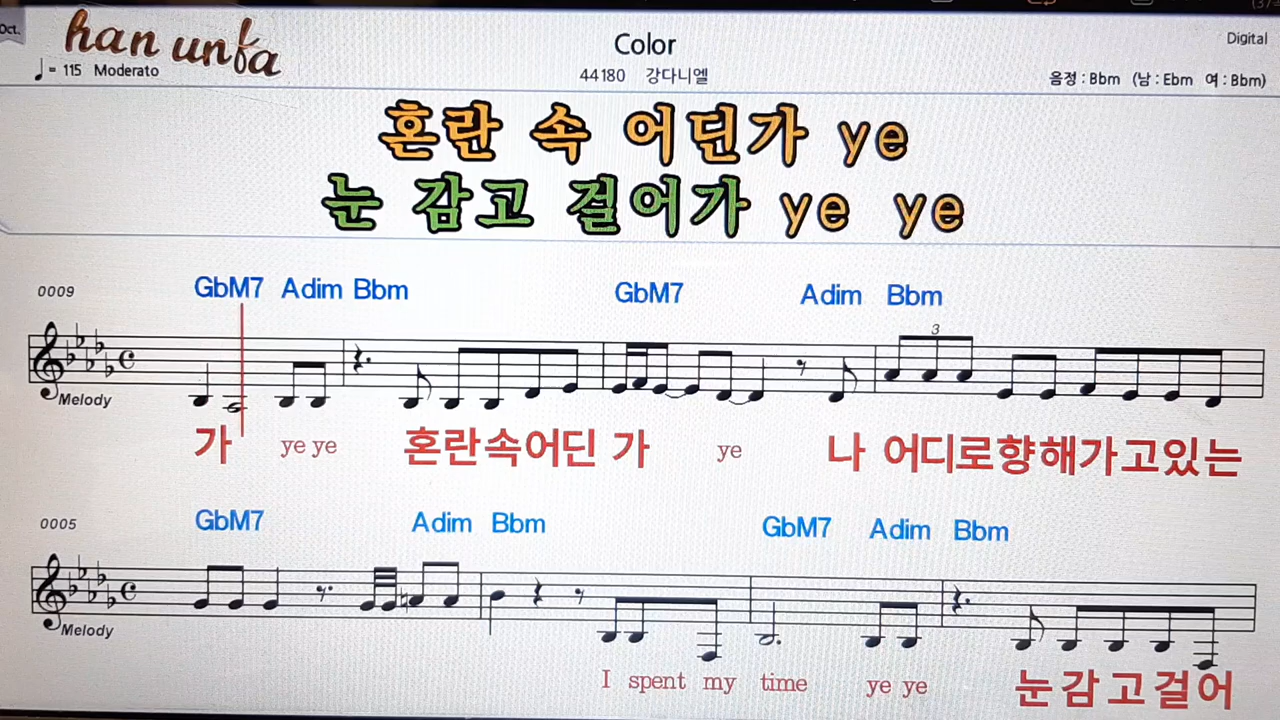 Oct.
han unfa
Color
Digital
♩= 115 Moderato
44180 강다니엘
음정 : Bbm (남 : Ebm 여 : Bbm)
혼란 속 어딘가 ye
눈 감고 걸어가 ye ye
0009
GbM7 Adim Bbm GbM7 Adim Bbm
3
Melody
가 ye ye 혼란속어딘 가 ye 나 어디로향해가고있는
0005
GbM7 Adim Bbm GbM7 Adim Bbm
Melody
I spent my time ye ye 눈감고걸어